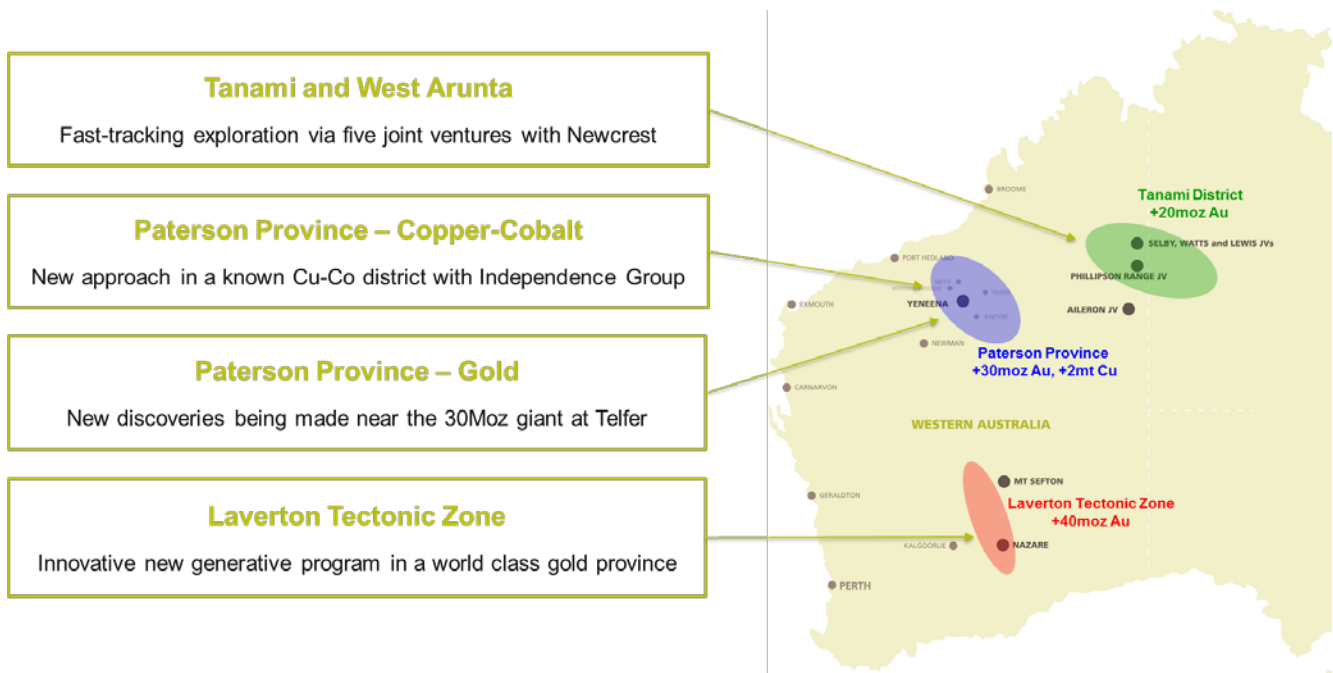 Tanami and West Arunta
Fast-tracking exploration via five joint ventures with Newcrest
Paterson Province – Copper-Cobalt
New approach in a known Cu-Co district with Independence Group
Paterson Province – Gold
New discoveries being made near the 30Moz giant at Telfer
Laverton Tectonic Zone
Innovative new generative program in a world class gold province
BROOME
Tanami District
+20moz Au
SELBY, WATTS and LEWIS JVs
PHILLIPSON RANGE JV
AILERON JV
PORT HEDLAND
NIFTY
TELFER
YENEENA
KINTYRE
EXMOUTH
NEWMAN
Paterson Province
+30moz Au, +2mt Cu
CARNARVON
WESTERN AUSTRALIA
MT SEFTON
GERALDTON
Laverton Tectonic Zone
+40moz Au
KALGOORLIE
NAZARE
PERTH